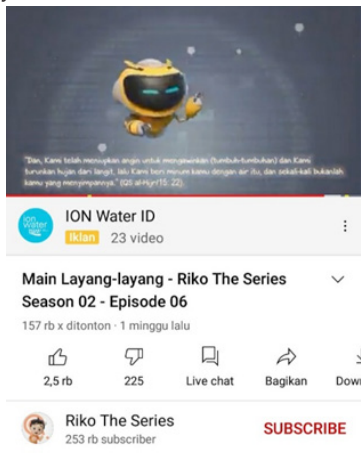 "Dan, Kami telah meniupkan angin untuk mengawinkan (tumbuh-tumbuhan) dan Kami
turunkan hujan dari langit, lalu Kami beri minum kamu dengan air itu, dan sekali-kali bukanlah
kamu yang menyimpannya." (QS al-Hijr/15: 22).
ion
Water
ION Water ID
Iklan 23 video
Main Layang-layang - Riko The Series
Season 02 - Episode 06
157 rb x ditonton · 1 minggu lalu
2,5 rb 225 Live chat Bagikan Down
Riko The Series
253 rb subscriber
SUBSCRIBE